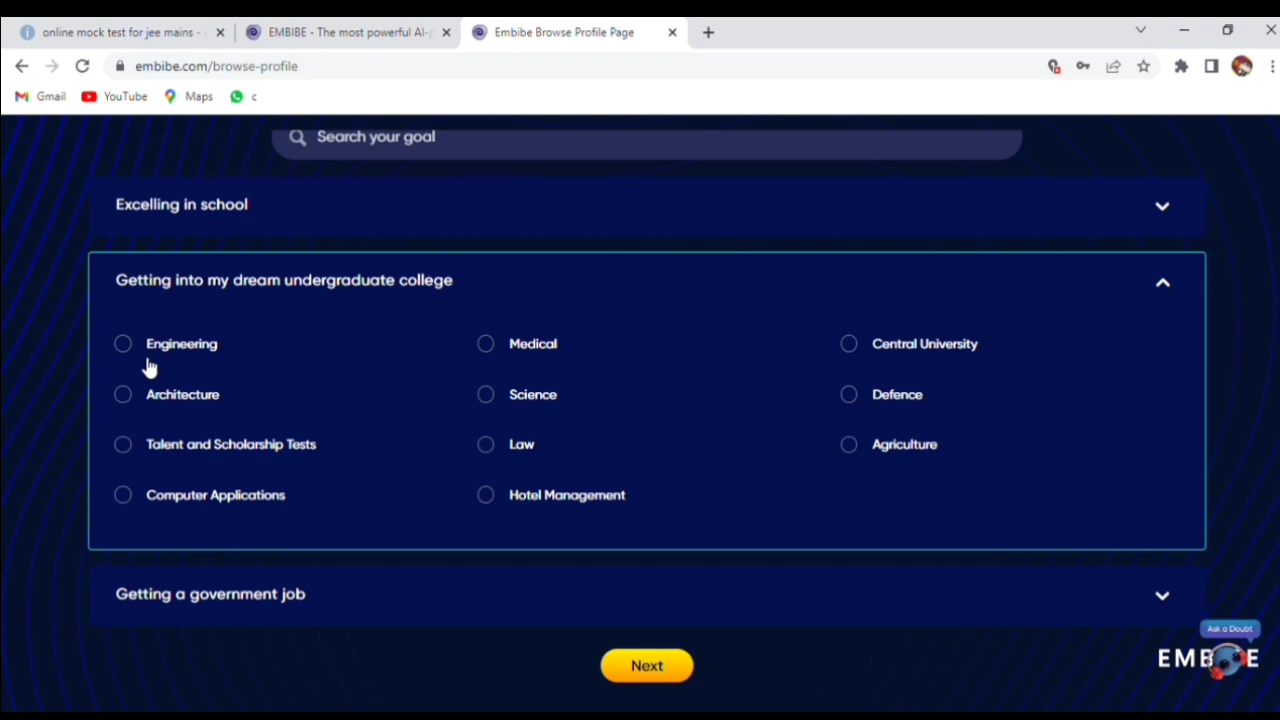 online mock test for jee mains -
EMBIBE - The most powerful AI-
Embibe Browse Profile Page
embibe.com/browse-profile
Gmail
YouTube
Maps
c
Search your goal
Excelling in school
Getting into my dream undergraduate college
Engineering
Medical
Central University
Architecture
Science
Defence
Talent and Scholarship Tests
Law
Agriculture
Computer Applications
Hotel Management
Getting a government job
Ask a Doubt
Next
EMBIBE